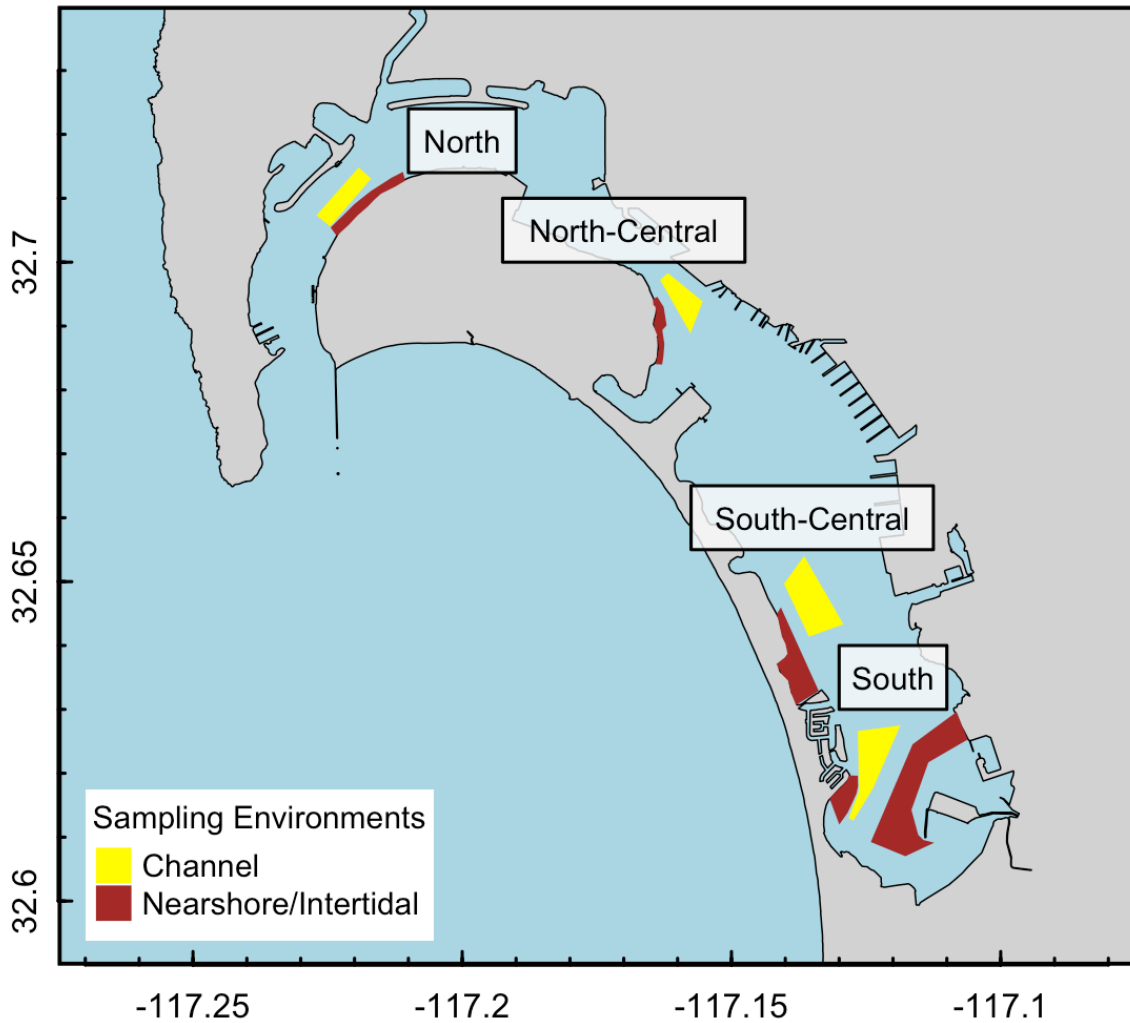 North
North-Central
South-Central
South
Sampling Environments
Channel
Nearshore/Intertidal
32.7
32.65
32.6
-117.25
-117.2
-117.15
-117.1